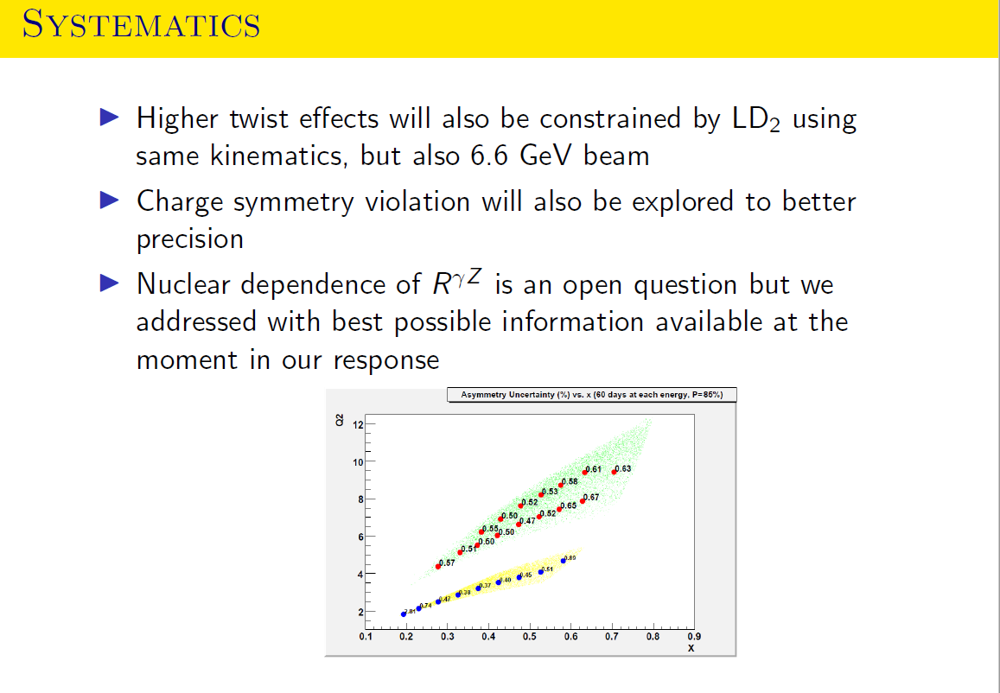 SYSTEMATICS
▶ Higher twist effects will also be constrained by LD₂ using
same kinematics, but also 6.6 GeV beam
▶ Charge symmetry violation will also be explored to better
precision
▶ Nuclear dependence of R^γZ is an open question but we
addressed with best possible information available at the
moment in our response
Asymmetry Uncertainty (%) vs. x (60 days at each energy, P=85%)
Q2
12
10
8
6
4
2
0.61 0.63
0.58
0.53 0.67
0.52 0.65
0.50 0.47 0.52
0.55 0.50
0.51 0.50
0.57
0.89
0.51
0.45
0.40
0.37
0.38
0.47
0.74
2.81
0.1 0.2 0.3 0.4 0.5 0.6 0.7 0.8 0.9
X